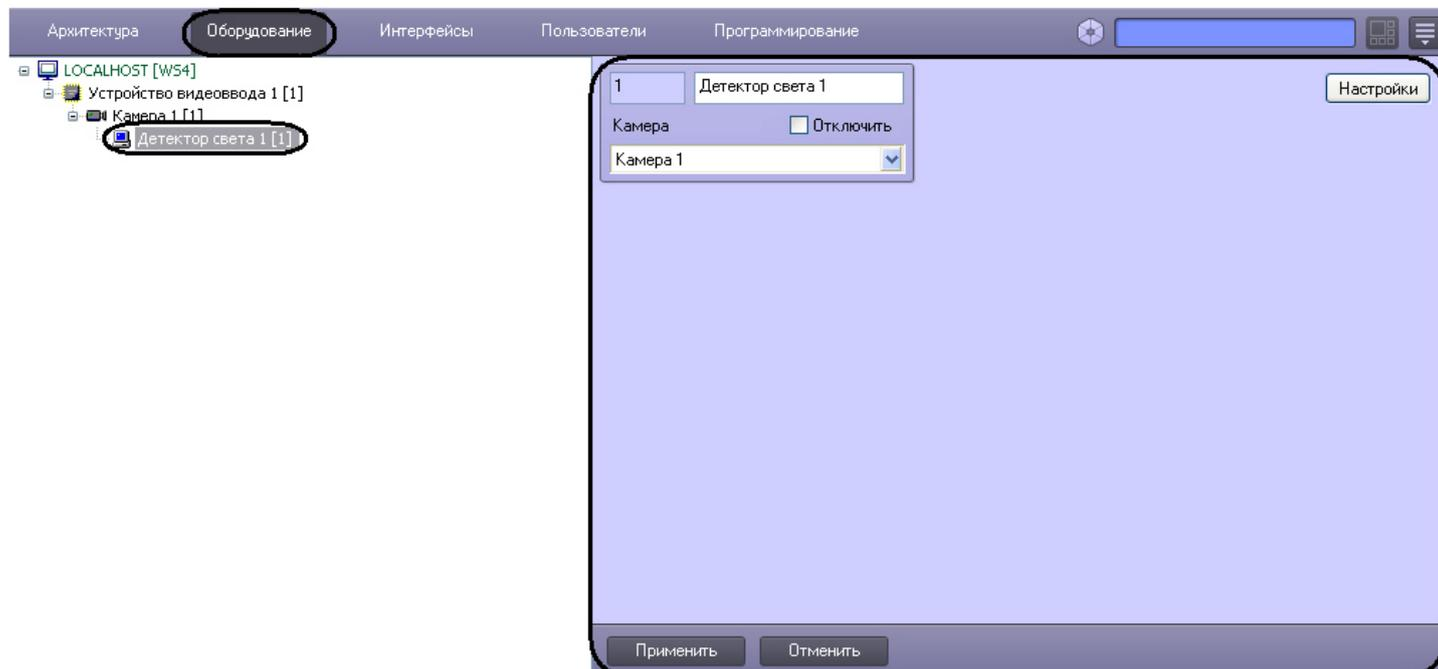 Архитектура Оборудование Интерфейсы Пользователи Программирование
LOCALHOST [WS4]
Устройство видеоввода 1 [1]
Камера 1 [1]
Детектор света 1 [1]
1 Детектор света 1 Настройки
Камера Отключить
Камера 1
Применить Отменить